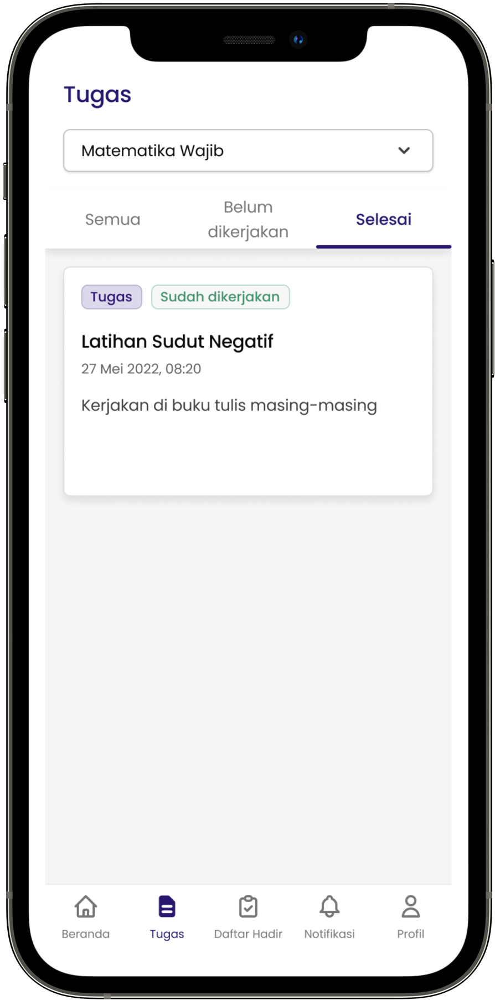 Tugas
Matematika Wajib
Semua
Belum
dikerjakan
Selesai
Tugas
Sudah dikerjakan
Latihan Sudut Negatif
27 Mei 2022, 08:20
Kerjakan di buku tulis masing-masing
Beranda
Tugas
Daftar Hadir
Notifikasi
Profil